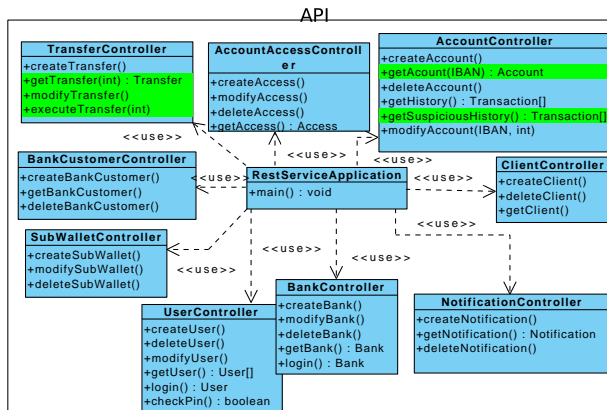 API
TransferController
+createTransfer()
+getTransfer(int) : Transfer
+modifyTransfer()
+executeTransfer(int)
AccountAccessControll
er
+createAccess()
+modifyAccess()
+deleteAccess()
+getAccess() : Access
AccountController
+createAccount()
+getAcount(IBAN) : Account
+deleteAccount()
+getHistory() : Transaction[]
+getSuspiciousHistory() : Transaction[]
+modifyAccount(IBAN, int)
<<use>>
<<use>>
<<use>>
BankCustomerController
+createBankCustomer()
+getBankCustomer()
+deleteBankCustomer()
<<use>>
RestServiceApplication
+main() : void
<<use>>
ClientController
+createClient()
+deleteClient()
+getClient()
SubWalletController
+createSubWallet()
+modifySubWallet()
+deleteSubWallet()
<<use>>
<<use>>
<<use>>
<<use>>
UserController
+createUser()
+deleteUser()
+modifyUser()
+getUser() : User[]
+login() : User
+checkPin() : boolean
BankController
+createBank()
+modifyBank()
+deleteBank()
+getBank() : Bank
+login() : Bank
NotificationController
+createNotification()
+getNotification() : Notification
+deleteNotification()